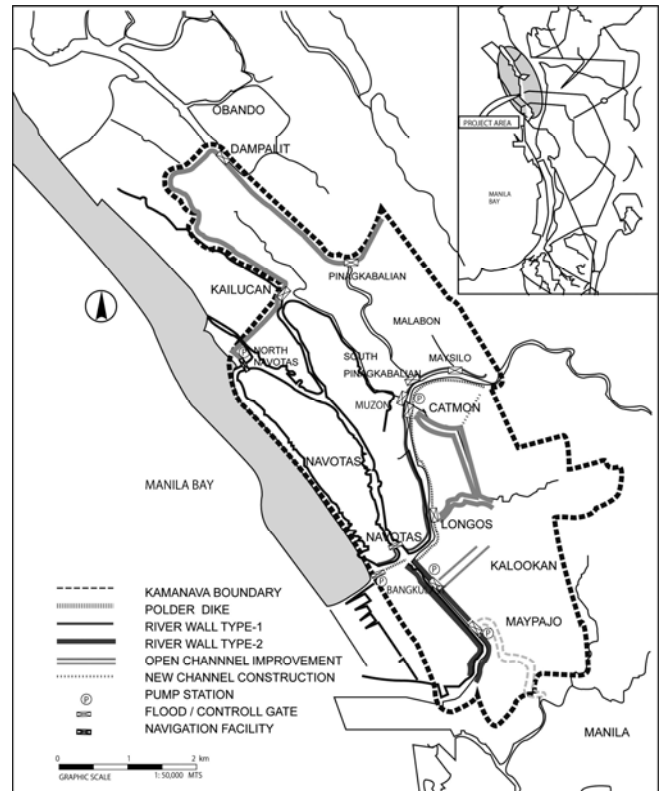 OBANDO
DAMPALIT
PROJECT AREA
MANILA
BAY
PINAGKABALIAN
KAILUCAN
MALABON
NORTH
NAVOTAS
SOUTH
PINAGKABALIAN
MAYSILO
MUZON
P
CATMON
P
NAVOTAS
MANILA BAY
LONGOS
NAVOTAS
KALOOKAN
P
P
MAYPAJO
P
MANILA
KAMANAVA BOUNDARY
POLDER DIKE
RIVER WALL TYPE-1
RIVER WALL TYPE-2
OPEN CHANNNEL IMPROVEMENT
NEW CHANNEL CONSTRUCTION
P PUMP STATION
FLOOD / CONTROLL GATE
NAVIGATION FACILITY
0 1 2 km
GRAPHIC SCALE 1: 50,000 MTS